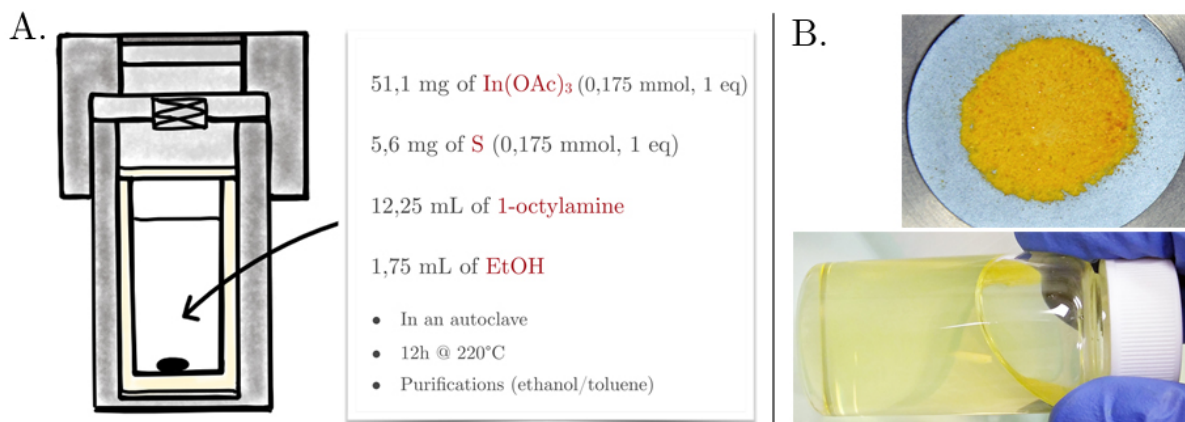 A.
51,1 mg of In(OAc)₃ (0,175 mmol, 1 eq)
5,6 mg of S (0,175 mmol, 1 eq)
12,25 mL of 1-octylamine
1,75 mL of EtOH
• In an autoclave
• 12h @ 220°C
• Purifications (ethanol/toluene)
B.